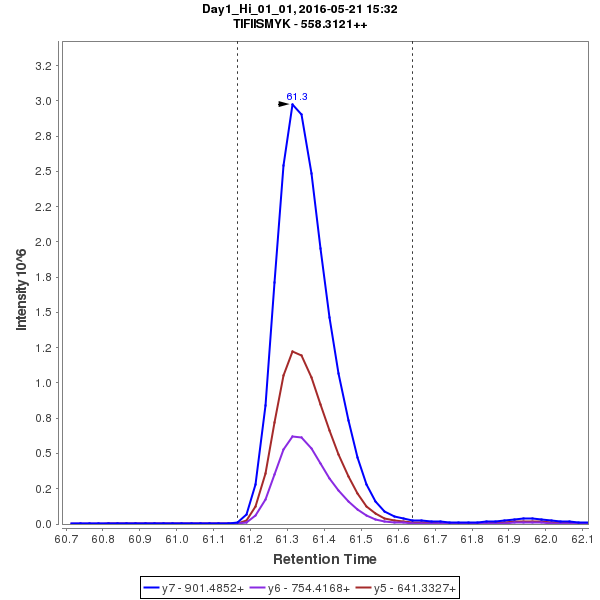 Day1_Hi_01_01, 2016-05-21 15:32
TIFIISMYK - 558.3121++
61.3
3.2
3.0
2.8
2.5
2.2
2.0
1.8
1.5
1.2
1.0
0.8
0.5
0.2
0.0
Intensity 10^6
60.7 60.8 60.9 61.0 61.1 61.2 61.3 61.4 61.5 61.6 61.7 61.8 61.9 62.0 62.1
Retention Time
y7 - 901.4852+ y6 - 754.4168+ y5 - 641.3327+